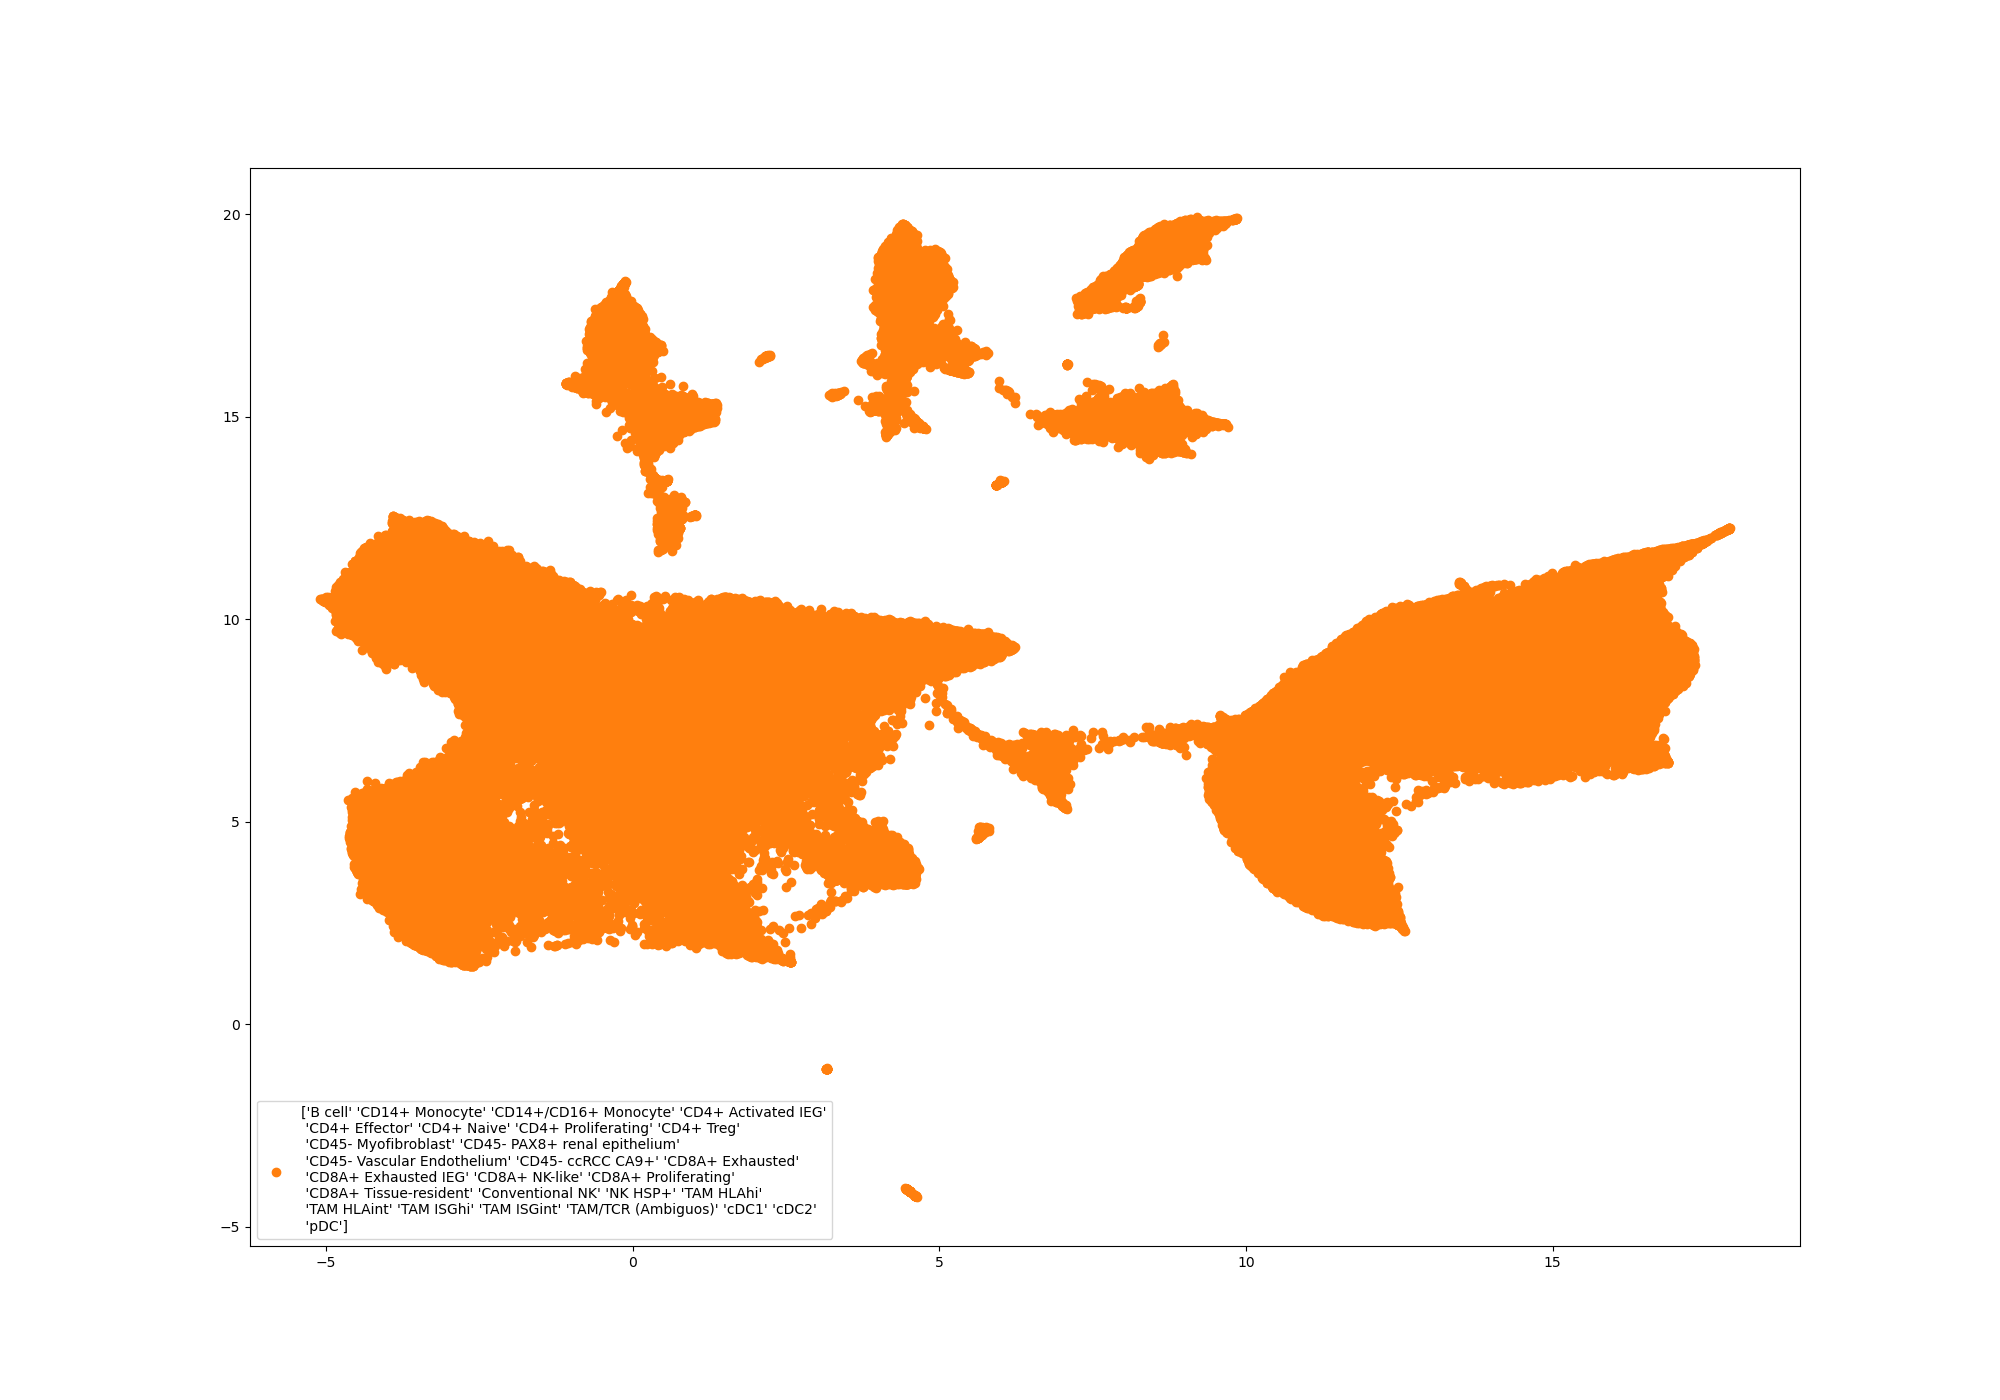 20
15
10
5
0
−5
['B cell' 'CD14+ Monocyte' 'CD14+/CD16+ Monocyte' 'CD4+ Activated IEG'
'CD4+ Effector' 'CD4+ Naive' 'CD4+ Proliferating' 'CD4+ Treg'
'CD45- Myofibroblast' 'CD45- PAX8+ renal epithelium'
'CD45- Vascular Endothelium' 'CD45- ccRCC CA9+' 'CD8A+ Exhausted'
'CD8A+ Exhausted IEG' 'CD8A+ NK-like' 'CD8A+ Proliferating'
'CD8A+ Tissue-resident' 'Conventional NK' 'NK HSP+' 'TAM HLAhi'
'TAM HLAint' 'TAM ISGhi' 'TAM ISGint' 'TAM/TCR (Ambiguos)' 'cDC1' 'cDC2'
'pDC']
−5 0 5 10 15